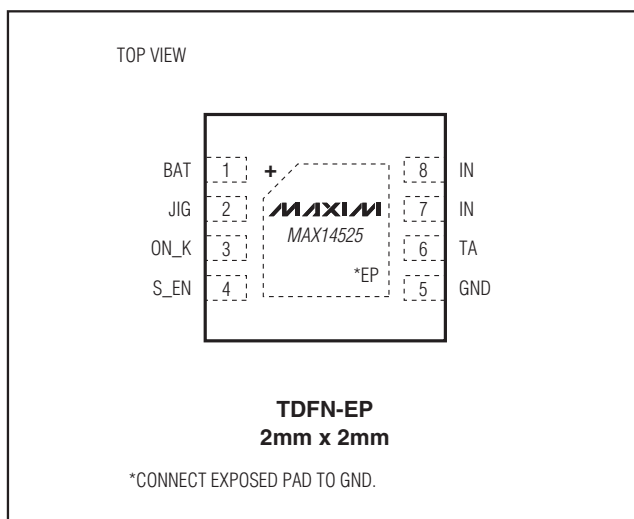 TOP VIEW
BAT 1 + 8 IN
JIG 2 MAXIM 7 IN
ON_K 3 MAX14525 6 TA
S_EN 4 *EP 5 GND
TDFN-EP
2mm x 2mm
*CONNECT EXPOSED PAD TO GND.